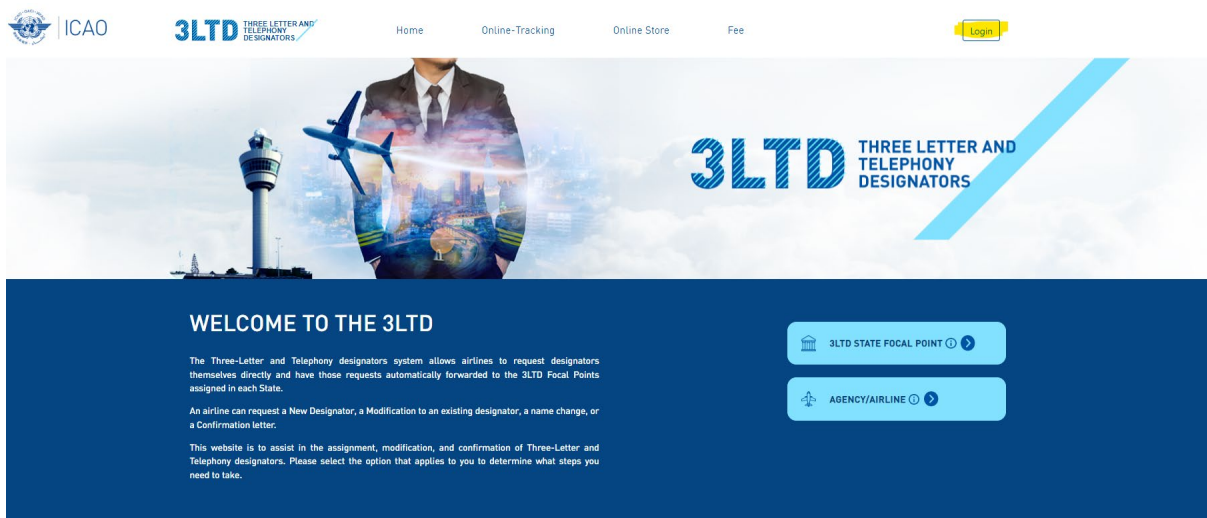 ICAO
3LTD THREE LETTER AND TELEPHONY DESIGNATORS
Home
Online-Tracking
Online Store
Fee
Login
3LTD
THREE LETTER AND
TELEPHONY
DESIGNATORS
WELCOME TO THE 3LTD
The Three-Letter and Telephony designators system allows airlines to request designators
themselves directly and have those requests automatically forwarded to the 3LTD Focal Points
assigned in each State.
An airline can request a New Designator, a Modification to an existing designator, a name change, or
a Confirmation letter.
This website is to assist in the assignment, modification, and confirmation of Three-Letter and
Telephony designators. Please select the option that applies to you to determine what steps you
need to take.
3LTD STATE FOCAL POINT
AGENCY/AIRLINE